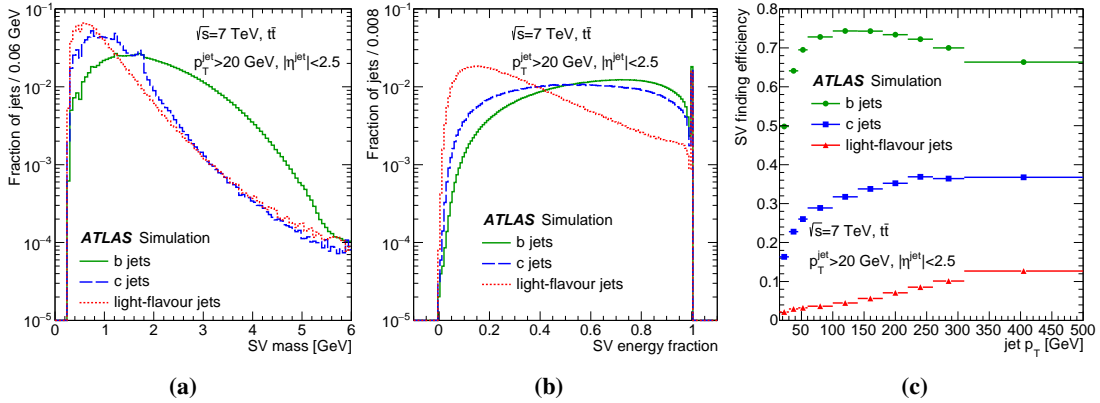 Fraction of jets / 0.06 GeV
10⁻¹
10⁻²
10⁻³
10⁻⁴
10⁻⁵
√s=7 TeV, tt̄
p_T^jet>20 GeV, |η^jet|<2.5
ATLAS Simulation
b jets
c jets
light-flavour jets
0 1 2 3 4 5 6
SV mass [GeV]
(a)
Fraction of jets / 0.008
10⁻¹
10⁻²
10⁻³
10⁻⁴
10⁻⁵
√s=7 TeV, tt̄
p_T^jet>20 GeV, |η^jet|<2.5
ATLAS Simulation
b jets
c jets
light-flavour jets
0 0.2 0.4 0.6 0.8 1
SV energy fraction
(b)
SV finding efficiency
0.8
0.7
0.6
0.5
0.4
0.3
0.2
0.1
0
ATLAS Simulation
b jets
c jets
light-flavour jets
√s=7 TeV, tt̄
p_T^jet>20 GeV, |η^jet|<2.5
50 100 150 200 250 300 350 400 450 500
jet p_T [GeV]
(c)